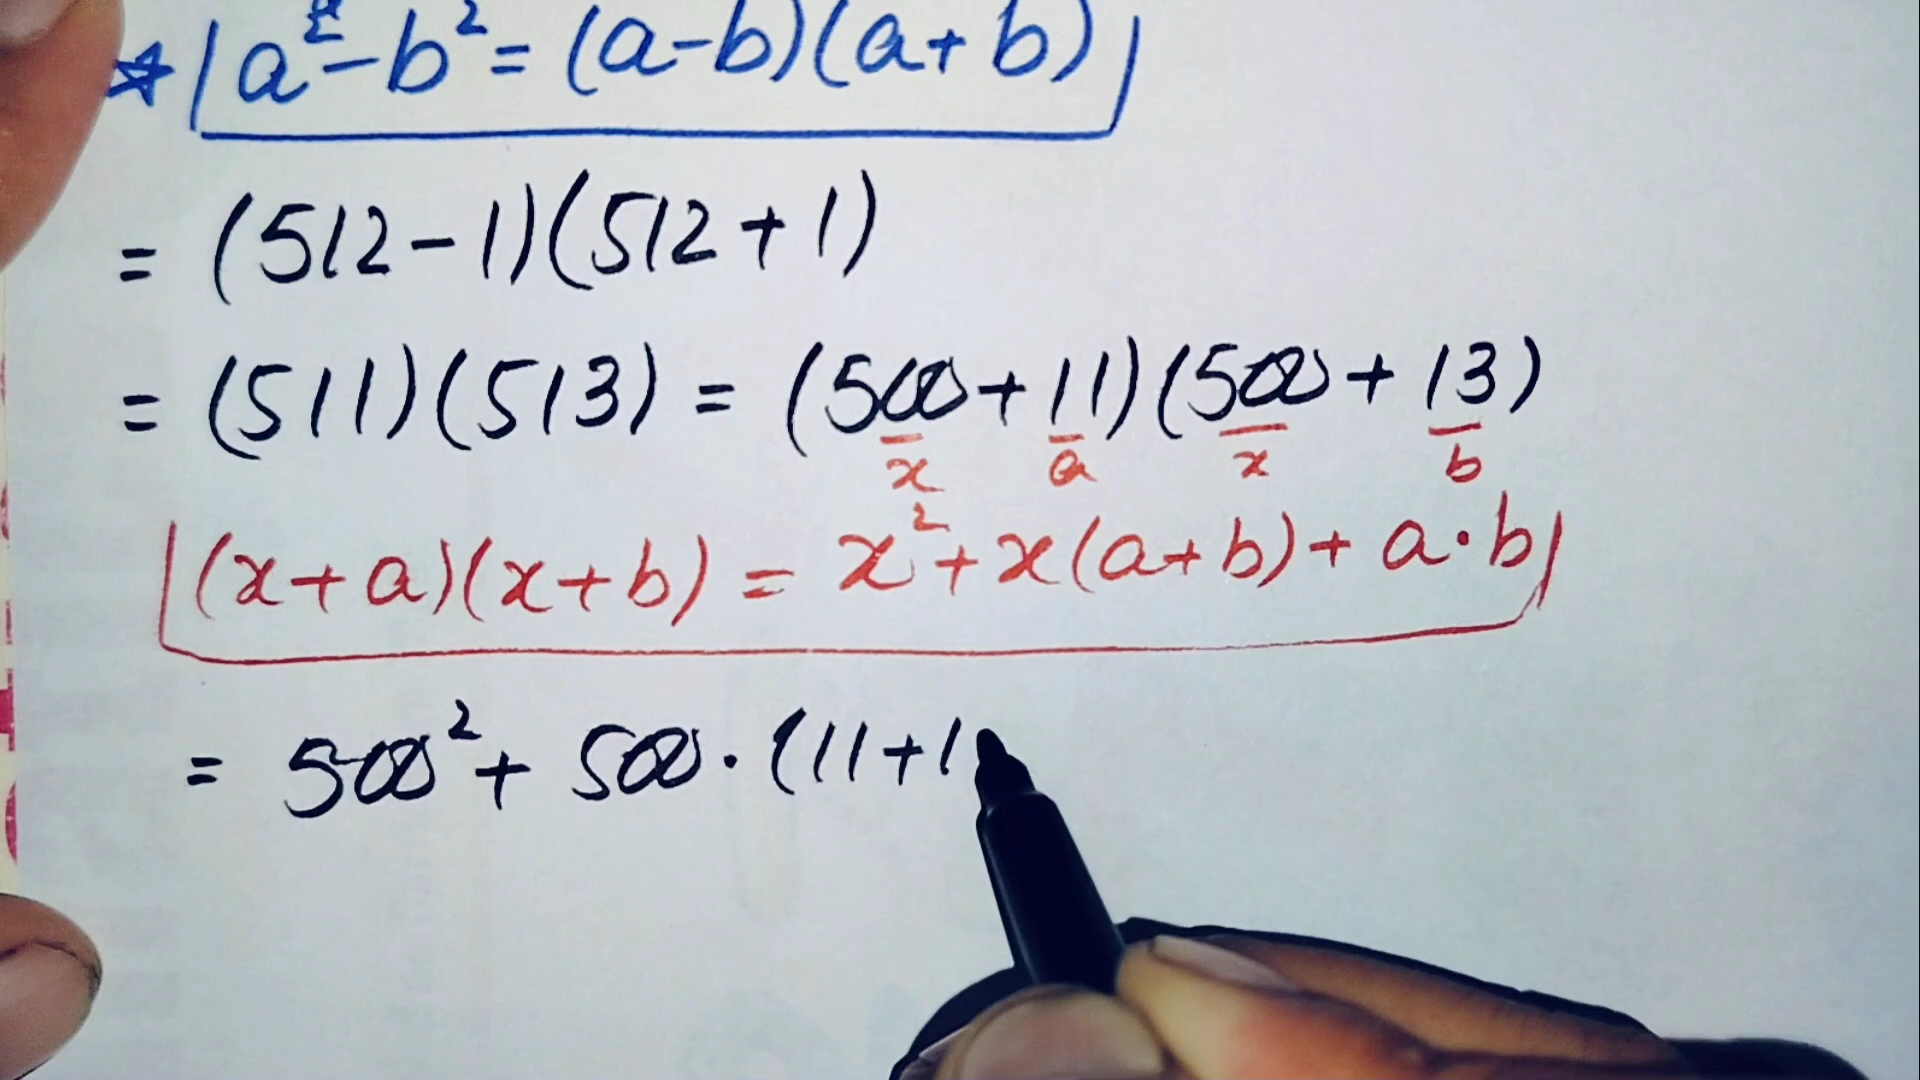 ★ a² - b² = (a-b)(a+b)
= (512-1)(512+1)
= (511)(513) = (500+11)(500+13)
x a x b
(x+a)(x+b) = x² + x(a+b) + a·b
= 500² + 500·(11+1